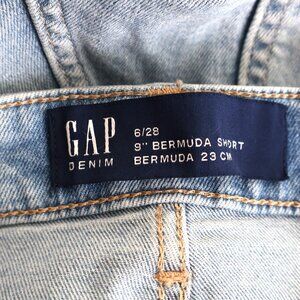 GAP
DENIM
6/28
9" BERMUDA SHORT
BERMUDA 23 CM